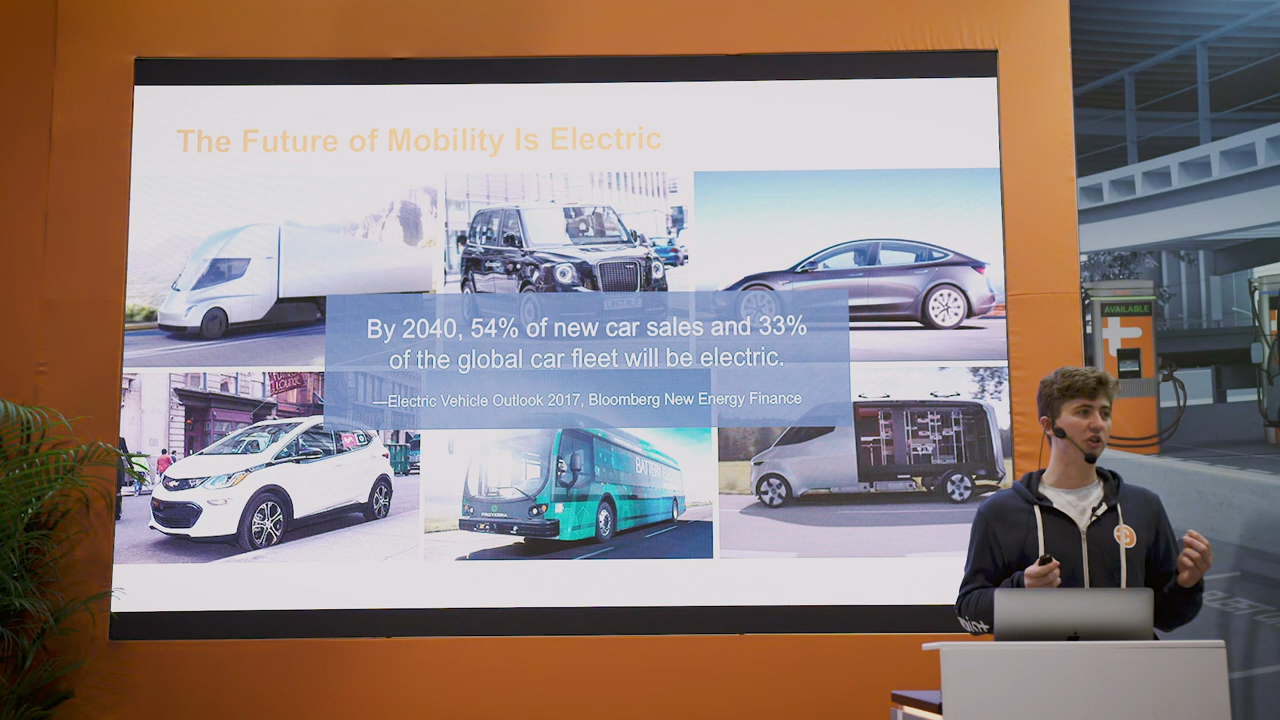 The Future of Mobility Is Electric
By 2040, 54% of new car sales and 33%
of the global car fleet will be electric.
—Electric Vehicle Outlook 2017, Bloomberg New Energy Finance
PROTERRA
AVAILABLE